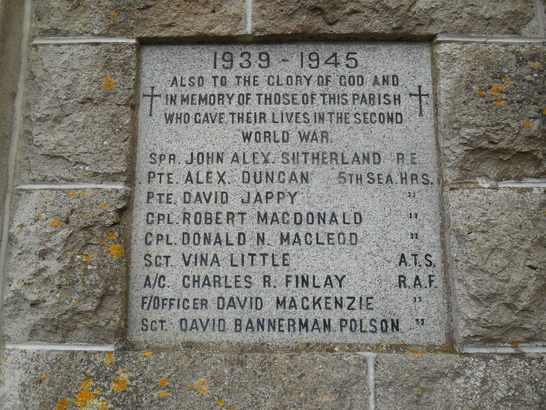 1939 - 1945
ALSO TO THE GLORY OF GOD AND
IN MEMORY OF THOSE OF THIS PARISH
WHO GAVE THEIR LIVES IN THE SECOND
WORLD WAR.
SPR. JOHN ALEX. SUTHERLAND R.E.
PTE. ALEX. DUNCAN 5TH SEA. HRS.
PTE. DAVID JAPPY "
CPL. ROBERT MACDONALD "
CPL. DONALD N. MACLEOD "
SGT. VINA LITTLE A.T.S.
A/C CHARLES R. FINLAY R.A.F.
F/OFFICER DAVID MACKENZIE "
SGT. DAVID BANNERMAN POLSON "